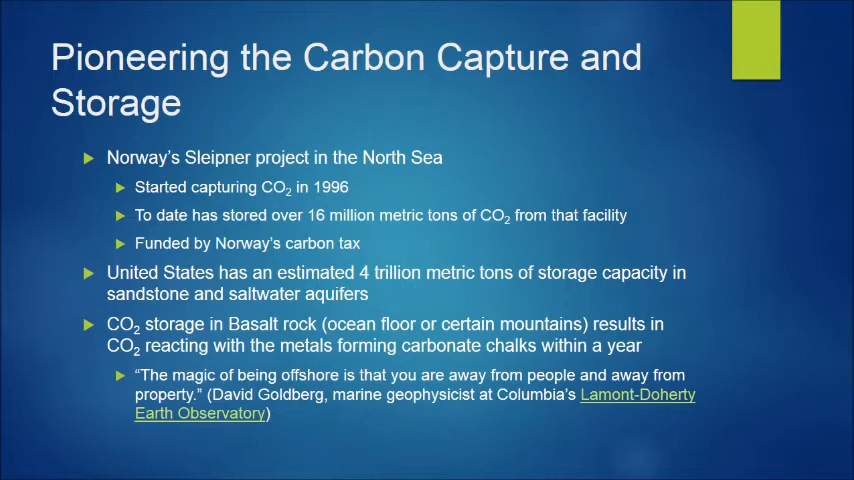 Pioneering the Carbon Capture and
Storage
Norway's Sleipner project in the North Sea
Started capturing CO₂ in 1996
To date has stored over 16 million metric tons of CO₂ from that facility
Funded by Norway's carbon tax
United States has an estimated 4 trillion metric tons of storage capacity in
sandstone and saltwater aquifers
CO₂ storage in Basalt rock (ocean floor or certain mountains) results in
CO₂ reacting with the metals forming carbonate chalks within a year
“The magic of being offshore is that you are away from people and away from
property.” (David Goldberg, marine geophysicist at Columbia's Lamont-Doherty
Earth Observatory)